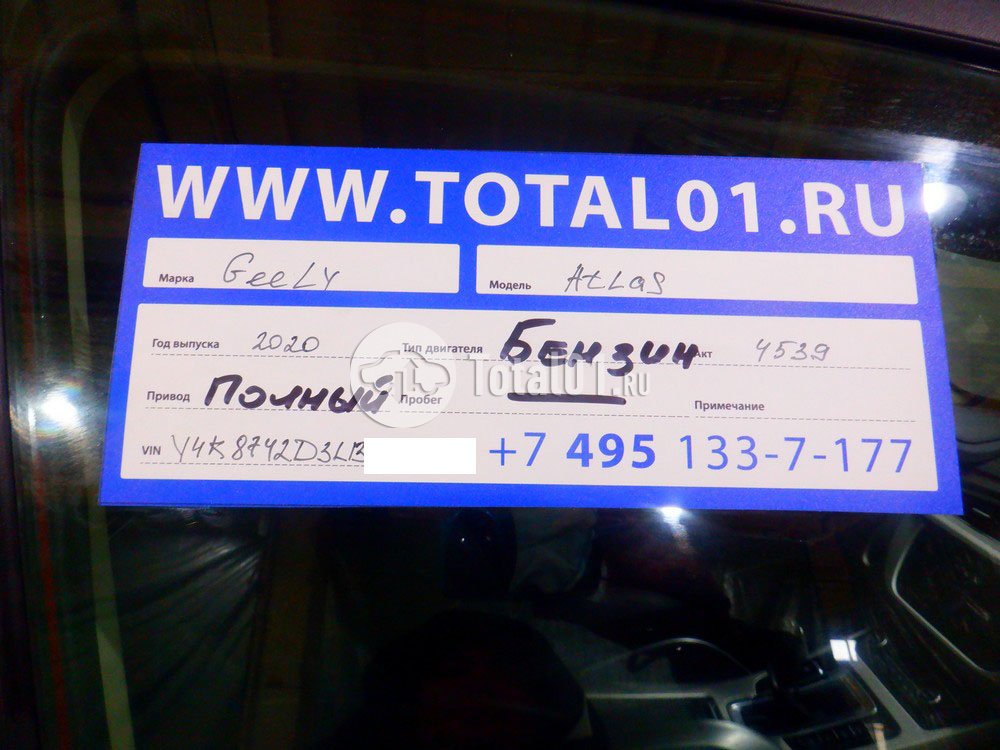 WWW.TOTAL01.RU
Марка GeeLY Модель AtLas
Год выпуска 2020 Тип двигателя Бензин Акт 4539
Привод Полный Пробег Примечание
VIN Y4K8742D3LB +7 495 133-7-177
Total01.RU